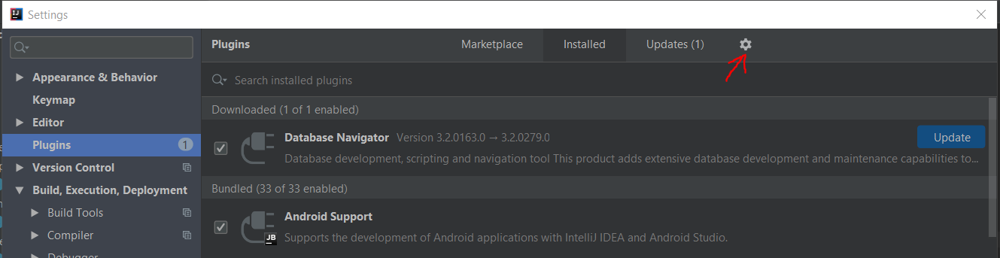 Settings
Plugins Marketplace Installed Updates (1)
Appearance & Behavior
Keymap
Editor
Plugins 1
Version Control
Build, Execution, Deployment
Build Tools
Compiler
Debugger
Search installed plugins
Downloaded (1 of 1 enabled)
Database Navigator Version 3.2.0163.0 → 3.2.0279.0
Update
Database development, scripting and navigation tool This product adds extensive database development and maintenance capabilities to...
Bundled (33 of 33 enabled)
Android Support
JB
Supports the development of Android applications with IntelliJ IDEA and Android Studio.